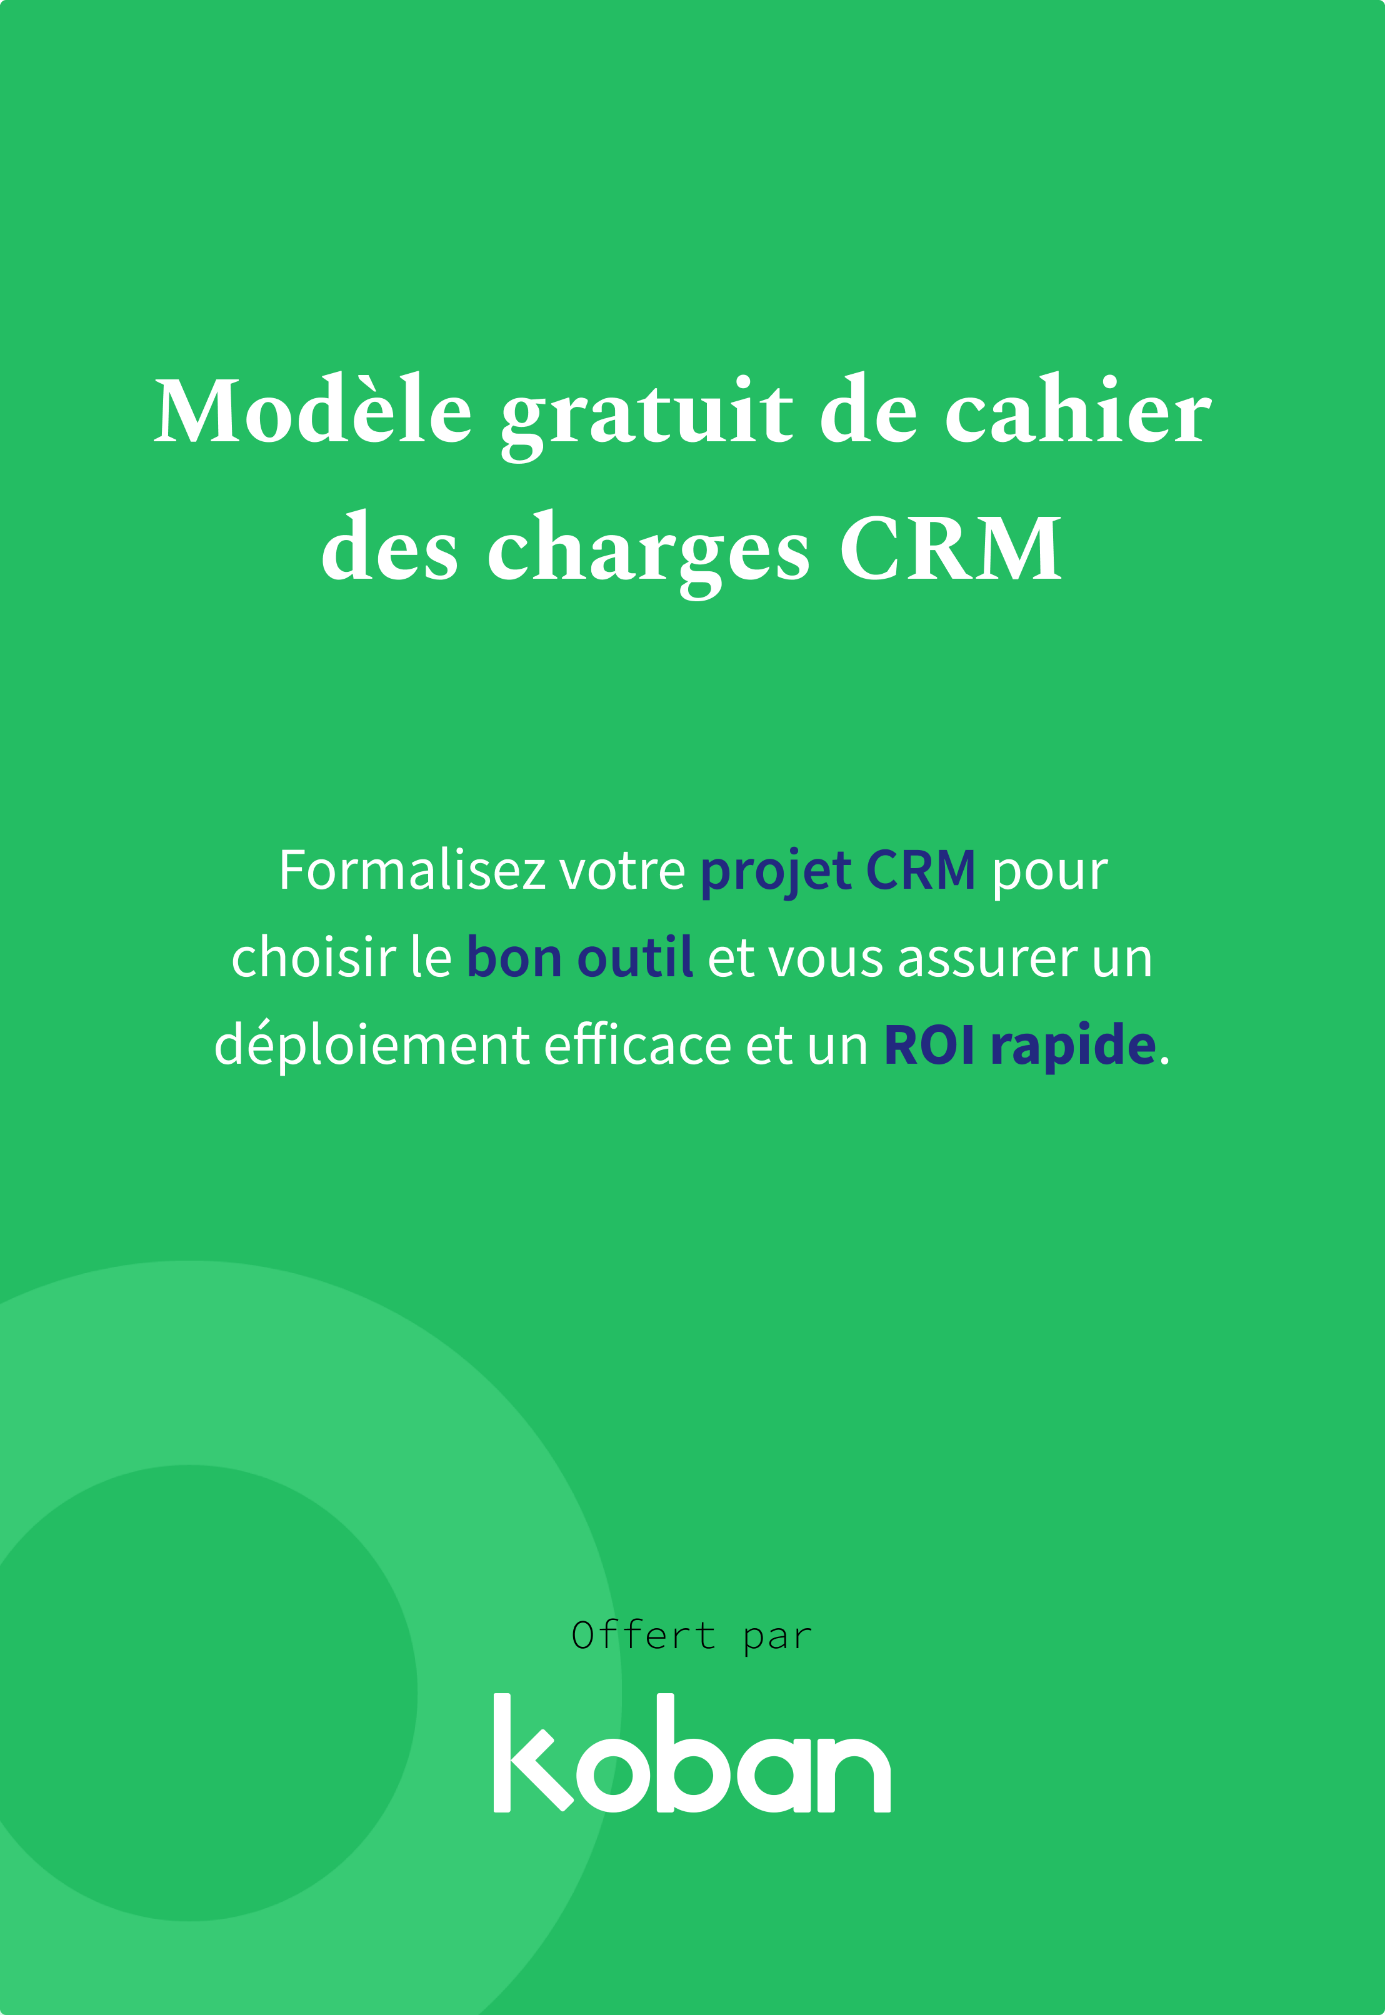 Modèle gratuit de cahier
des charges CRM
Formalisez votre projet CRM pour
choisir le bon outil et vous assurer un
déploiement efficace et un ROI rapide.
Offert par
koban